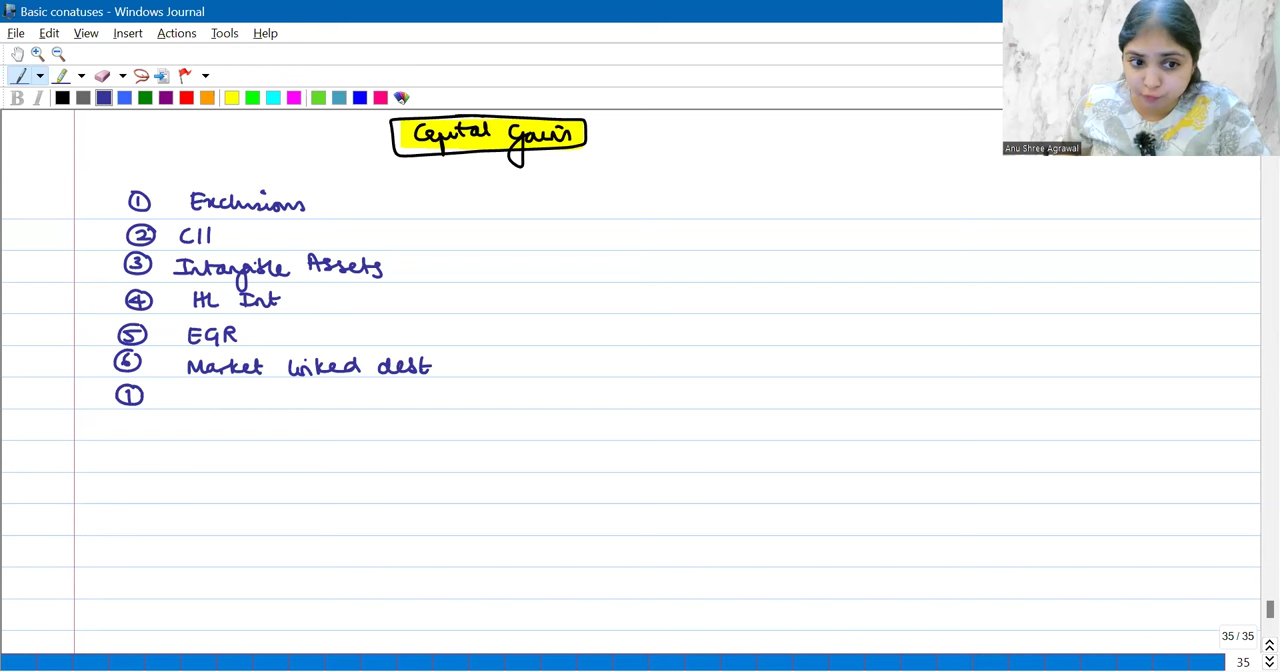 Basic conatuses - Windows Journal
File Edit View Insert Actions Tools Help
B I
Capital Gains
Anu Shree Agrawal
① Exclusions
② CII
③ Intangible Assets
④ HL Int
⑤ EGR
⑥ Market linked debt
①
35 / 35
35